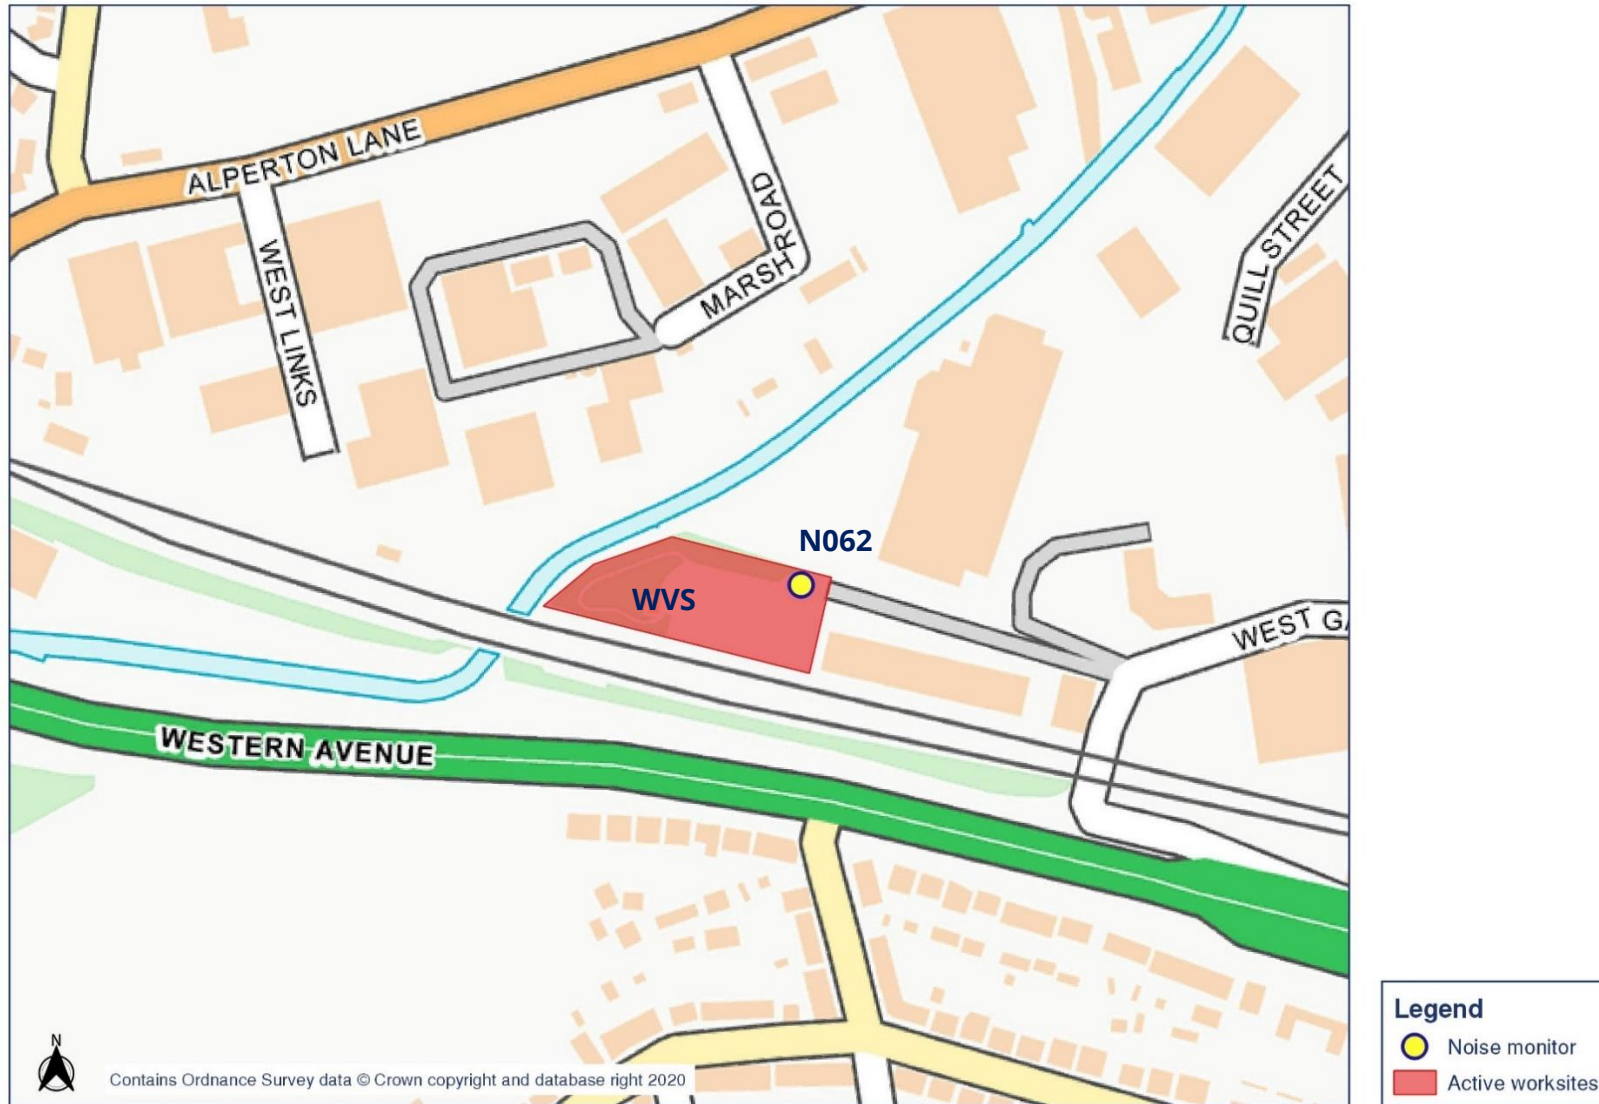 ALPERTON LANE
WEST LINKS
MARSH ROAD
QUILL STREET
N062
WVS
WEST GA
WESTERN AVENUE
N
Contains Ordnance Survey data © Crown copyright and database right 2020
Legend
Noise monitor
Active worksites